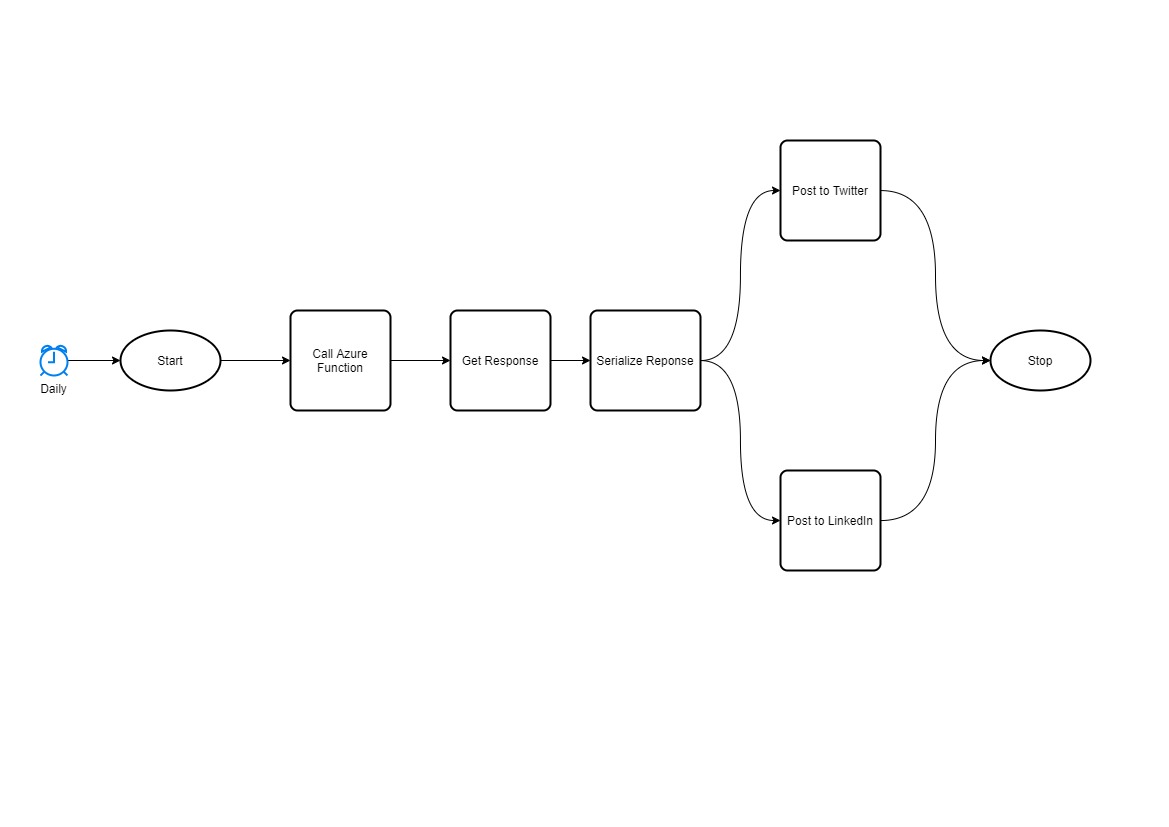 Daily
Start
Call Azure
Function
Get Response
Serialize Reponse
Post to Twitter
Post to LinkedIn
Stop